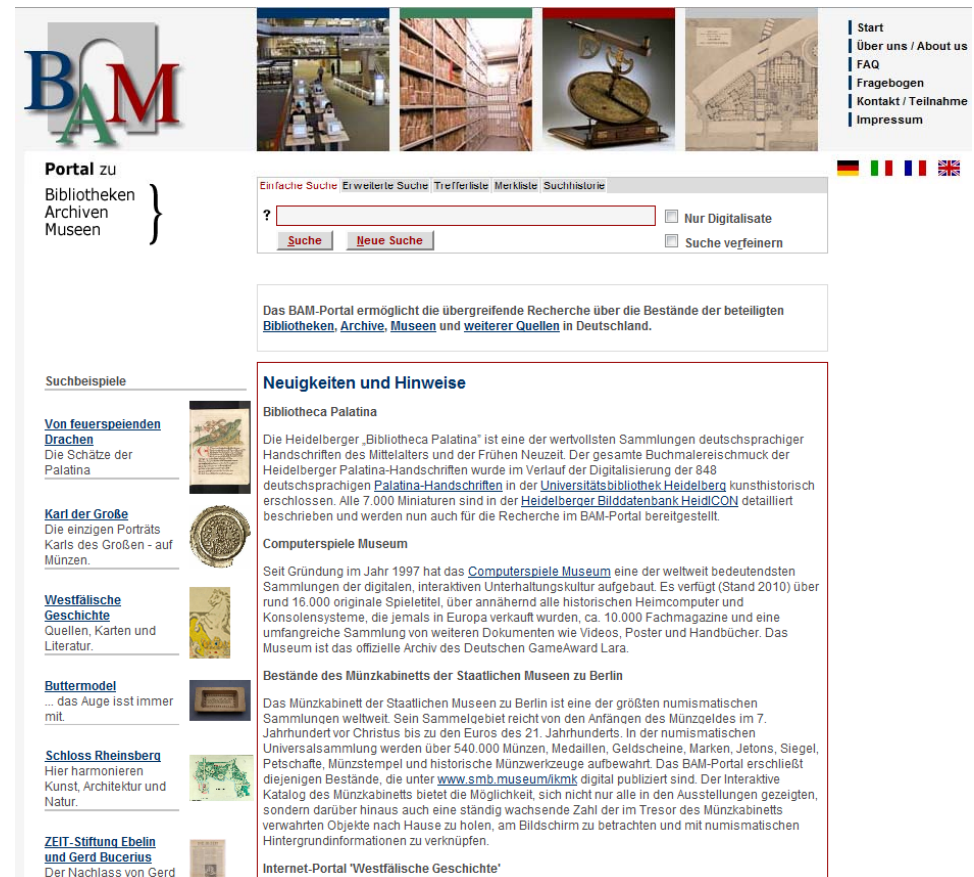 BAM
Start
Über uns / About us
FAQ
Fragebogen
Kontakt / Teilnahme
Impressum
Portal zu
Bibliotheken
Archiven
Museen
}
Einfache Suche Erweiterte Suche Trefferliste Merkliste Suchhistorie
?
Nur Digitalisate
Suche Neue Suche
Suche verfeinern
Das BAM-Portal ermöglicht die übergreifende Recherche über die Bestände der beteiligten
Bibliotheken, Archive, Museen und weiterer Quellen in Deutschland.
Suchbeispiele
Von feuerspeienden
Drachen
Die Schätze der
Palatina
Karl der Große
Die einzigen Porträts
Karls des Großen - auf
Münzen.
Westfälische
Geschichte
Quellen, Karten und
Literatur.
Buttermodel
... das Auge isst immer
mit.
Schloss Rheinsberg
Hier harmonieren
Kunst, Architektur und
Natur.
ZEIT-Stiftung Ebelin
und Gerd Bucerius
Der Nachlass von Gerd
Neuigkeiten und Hinweise
Bibliotheca Palatina
Die Heidelberger „Bibliotheca Palatina" ist eine der wertvollsten Sammlungen deutschsprachiger
Handschriften des Mittelalters und der Frühen Neuzeit. Der gesamte Buchmalereischmuck der
Heidelberger Palatina-Handschriften wurde im Verlauf der Digitalisierung der 848
deutschsprachigen Palatina-Handschriften in der Universitätsbibliothek Heidelberg kunsthistorisch
erschlossen. Alle 7.000 Miniaturen sind in der Heidelberger Bilddatenbank HeidICON detailliert
beschrieben und werden nun auch für die Recherche im BAM-Portal bereitgestellt.
Computerspiele Museum
Seit Gründung im Jahr 1997 hat das Computerspiele Museum eine der weltweit bedeutendsten
Sammlungen der digitalen, interaktiven Unterhaltungskultur aufgebaut. Es verfügt (Stand 2010) über
rund 16.000 originale Spieletitel, über annähernd alle historischen Heimcomputer und
Konsolensysteme, die jemals in Europa verkauft wurden, ca. 10.000 Fachmagazine und eine
umfangreiche Sammlung von weiteren Dokumenten wie Videos, Poster und Handbücher. Das
Museum ist das offizielle Archiv des Deutschen GameAward Lara.
Bestände des Münzkabinetts der Staatlichen Museen zu Berlin
Das Münzkabinett der Staatlichen Museen zu Berlin ist eine der größten numismatischen
Sammlungen weltweit. Sein Sammelgebiet reicht von den Anfängen des Münzgeldes im 7.
Jahrhundert vor Christus bis zu den Euros des 21. Jahrhunderts. In der numismatischen
Universalsammlung werden über 540.000 Münzen, Medaillen, Geldscheine, Marken, Jetons, Siegel,
Petschafte, Münzstempel und historische Münzwerkzeuge aufbewahrt. Das BAM-Portal erschließt
diejenigen Bestände, die unter www.smb.museum/ikmk digital publiziert sind. Der Interaktive
Katalog des Münzkabinetts bietet die Möglichkeit, sich nicht nur alle in den Ausstellungen gezeigten,
sondern darüber hinaus auch eine ständig wachsende Zahl der im Tresor des Münzkabinetts
verwahrten Objekte nach Hause zu holen, am Bildschirm zu betrachten und mit numismatischen
Hintergrundinformationen zu verknüpfen.
Internet-Portal 'Westfälische Geschichte'